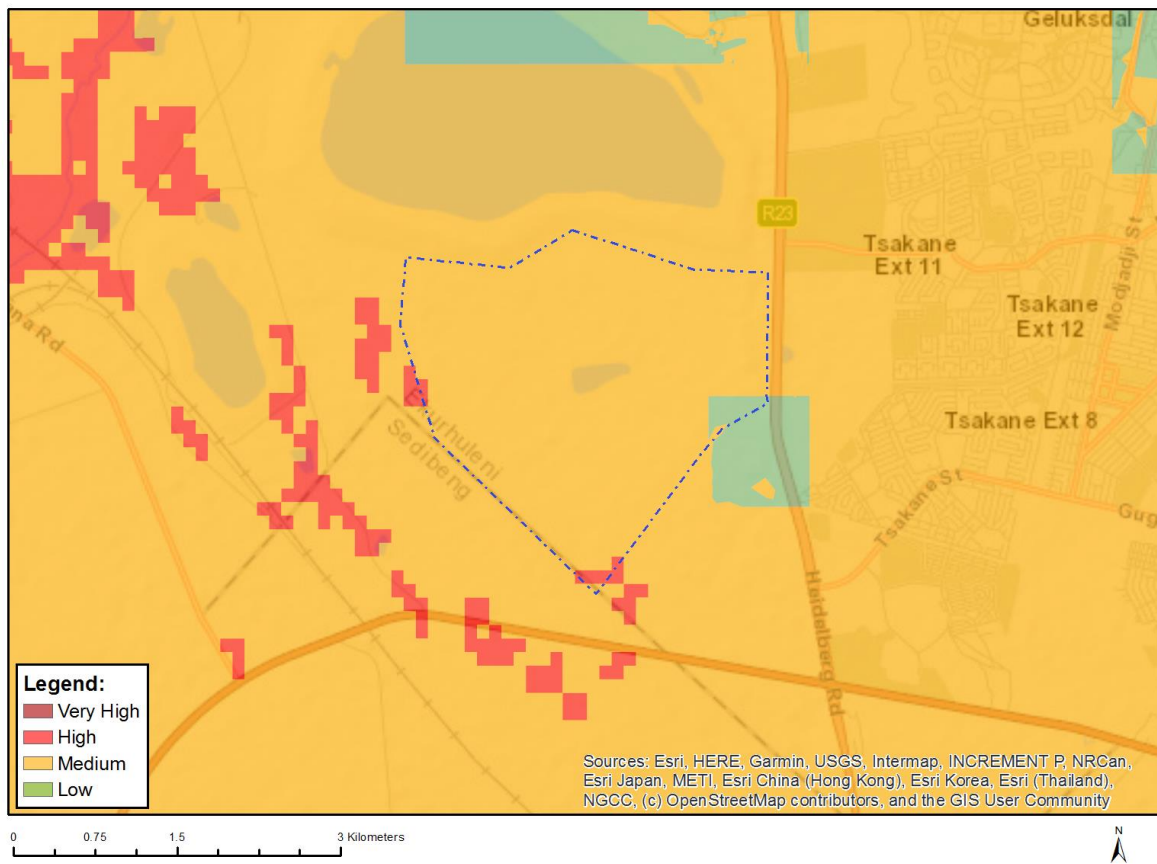 Geluksdal
R23
Tsakane
Ext 11
Modjadji St
Tsakane
Ext 12
na Rd
Ekurhuleni
Sedibeng
Tsakane Ext 8
Tsakane St
Gug
Heidelberg Rd
Legend:
Very High
High
Medium
Low
Sources: Esri, HERE, Garmin, USGS, Intermap, INCREMENT P, NRCan,
Esri Japan, METI, Esri China (Hong Kong), Esri Korea, Esri (Thailand),
NGCC, (c) OpenStreetMap contributors, and the GIS User Community
0 0.75 1.5 3 Kilometers
N